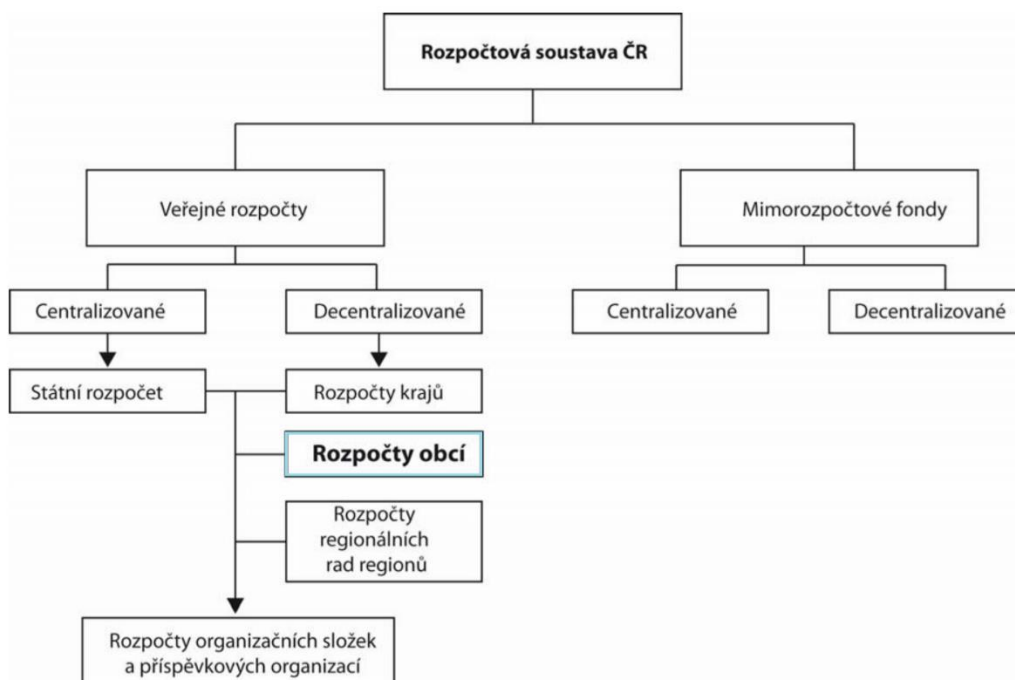 Rozpočtová soustava ČR
Veřejné rozpočty
Mimorozpočtové fondy
Centralizované
Decentralizované
Centralizované
Decentralizované
Státní rozpočet
Rozpočty krajů
Rozpočty obcí
Rozpočty
regionálních
rad regionů
Rozpočty organizačních složek
a příspěvkových organizací